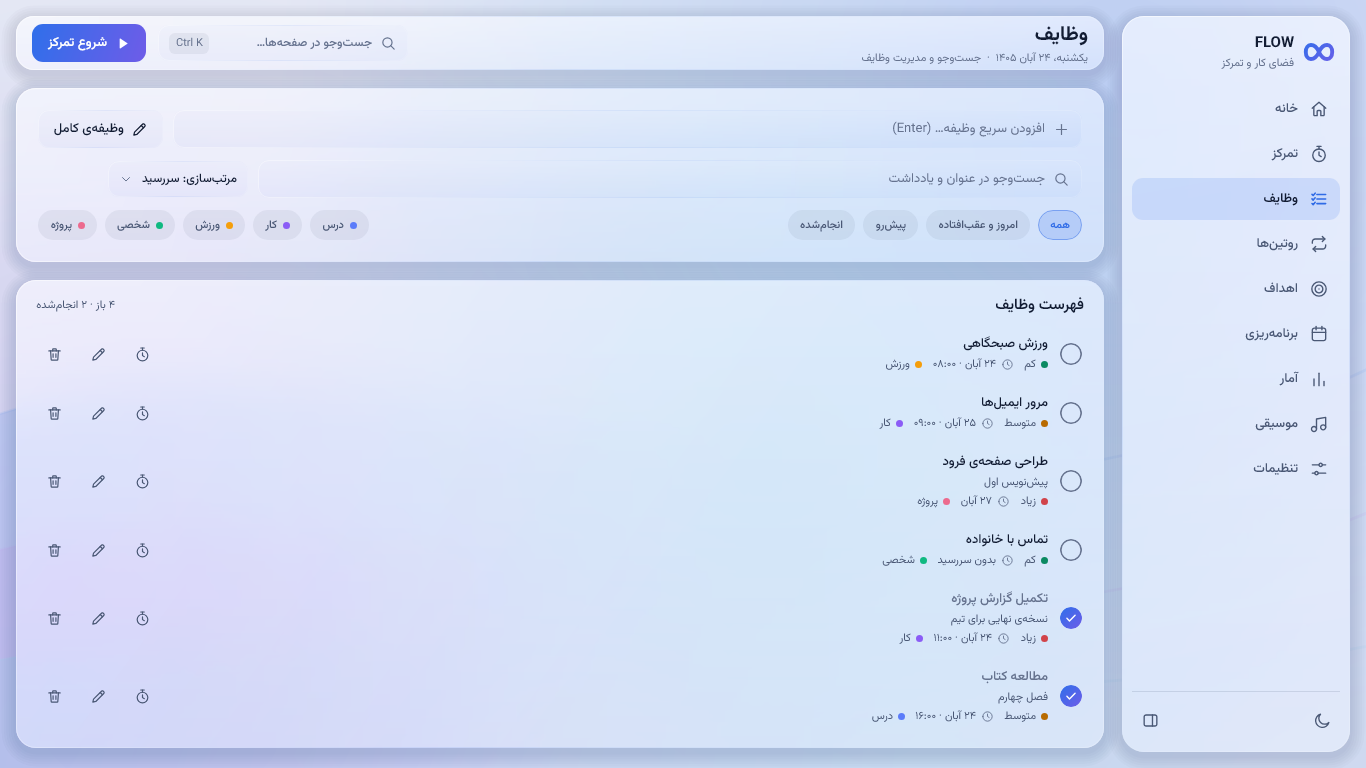 FLOW
فضای کار و تمرکز
خانه
تمرکز
وظایف
روتین‌ها
اهداف
برنامه‌ریزی
آمار
موسیقی
تنظیمات
وظایف
یکشنبه، ۲۴ آبان ۱۴۰۵ · جست‌وجو و مدیریت وظایف
جست‌وجو در صفحه‌ها... Ctrl K
شروع تمرکز
افزودن سریع وظیفه... (Enter)
وظیفه‌ی کامل
جست‌وجو در عنوان و یادداشت
مرتب‌سازی: سررسید
همه امروز و عقب‌افتاده پیش‌رو انجام‌شده
درس کار ورزش شخصی پروژه
فهرست وظایف
۴ باز · ۲ انجام‌شده
ورزش صبحگاهی
کم ۲۴ آبان · ۰۸:۰۰ ورزش
مرور ایمیل‌ها
متوسط ۲۵ آبان · ۰۹:۰۰ کار
طراحی صفحه‌ی فرود
پیش‌نویس اول
زیاد ۲۷ آبان پروژه
تماس با خانواده
کم بدون سررسید شخصی
تکمیل گزارش پروژه
نسخه‌ی نهایی برای تیم
زیاد ۲۴ آبان · ۱۱:۰۰ کار
مطالعه کتاب
فصل چهارم
متوسط ۲۴ آبان · ۱۶:۰۰ درس